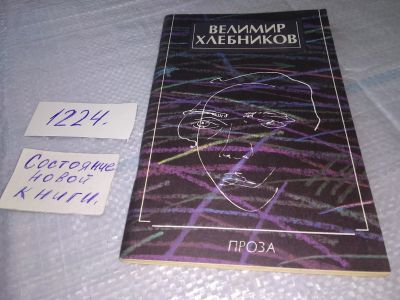 ВЕЛИМИР
ХЛЕБНИКОВ
ПРОЗА
1224.
Состояние
новой
книги.